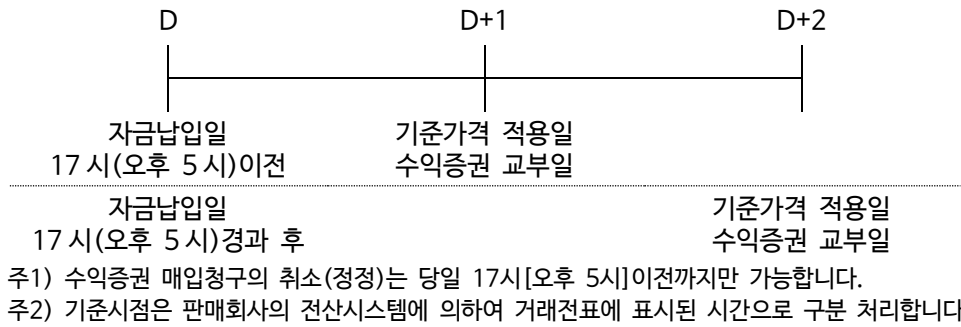 D D+1 D+2
자금납입일 기준가격 적용일
17 시(오후 5 시)이전 수익증권 교부일
자금납입일 기준가격 적용일
17 시(오후 5 시)경과 후 수익증권 교부일
주1) 수익증권 매입청구의 취소(정정)는 당일 17시[오후 5시]이전까지만 가능합니다.
주2) 기준시점은 판매회사의 전산시스템에 의하여 거래전표에 표시된 시간으로 구분 처리합니다